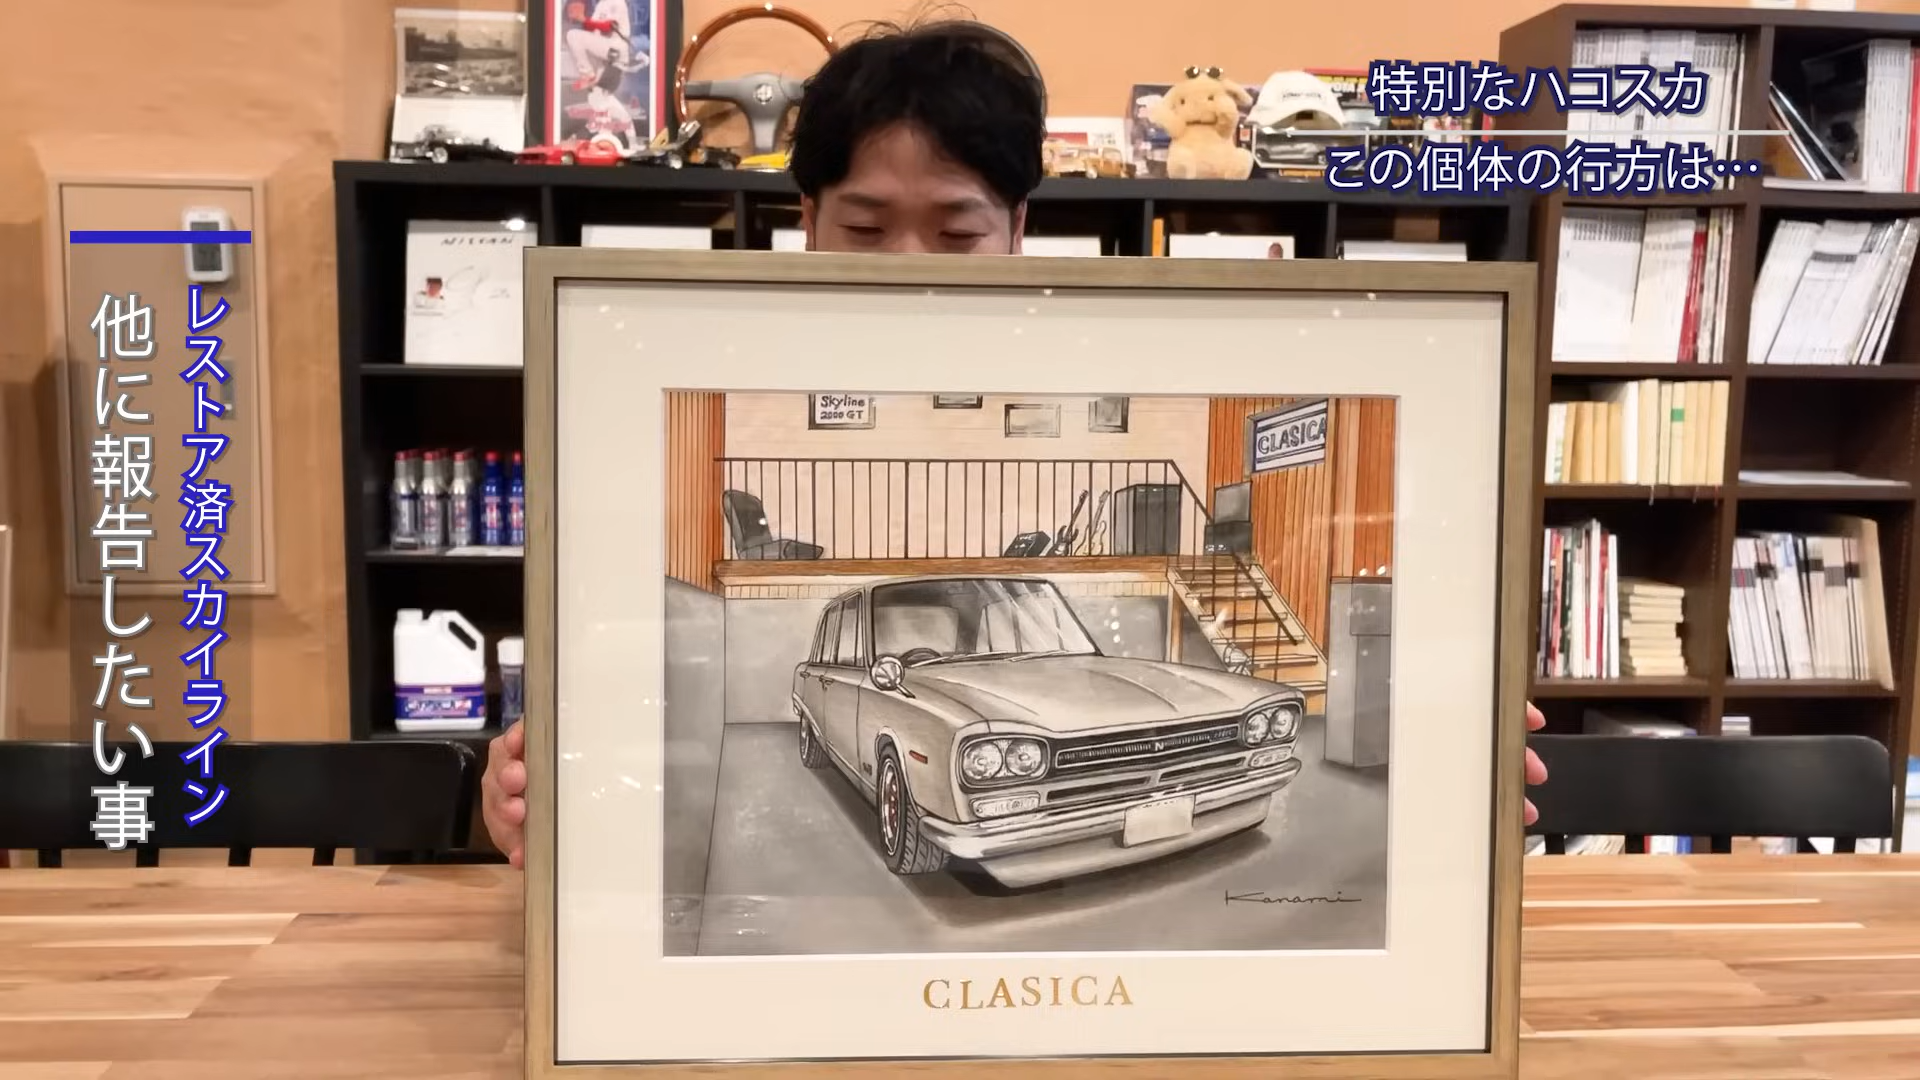 特別なハコスカ
この個体の行方は…
レストア済スカイライン
他に報告したい事
Skyline
2000 GT
CLASICA
Kanami
CLASICA